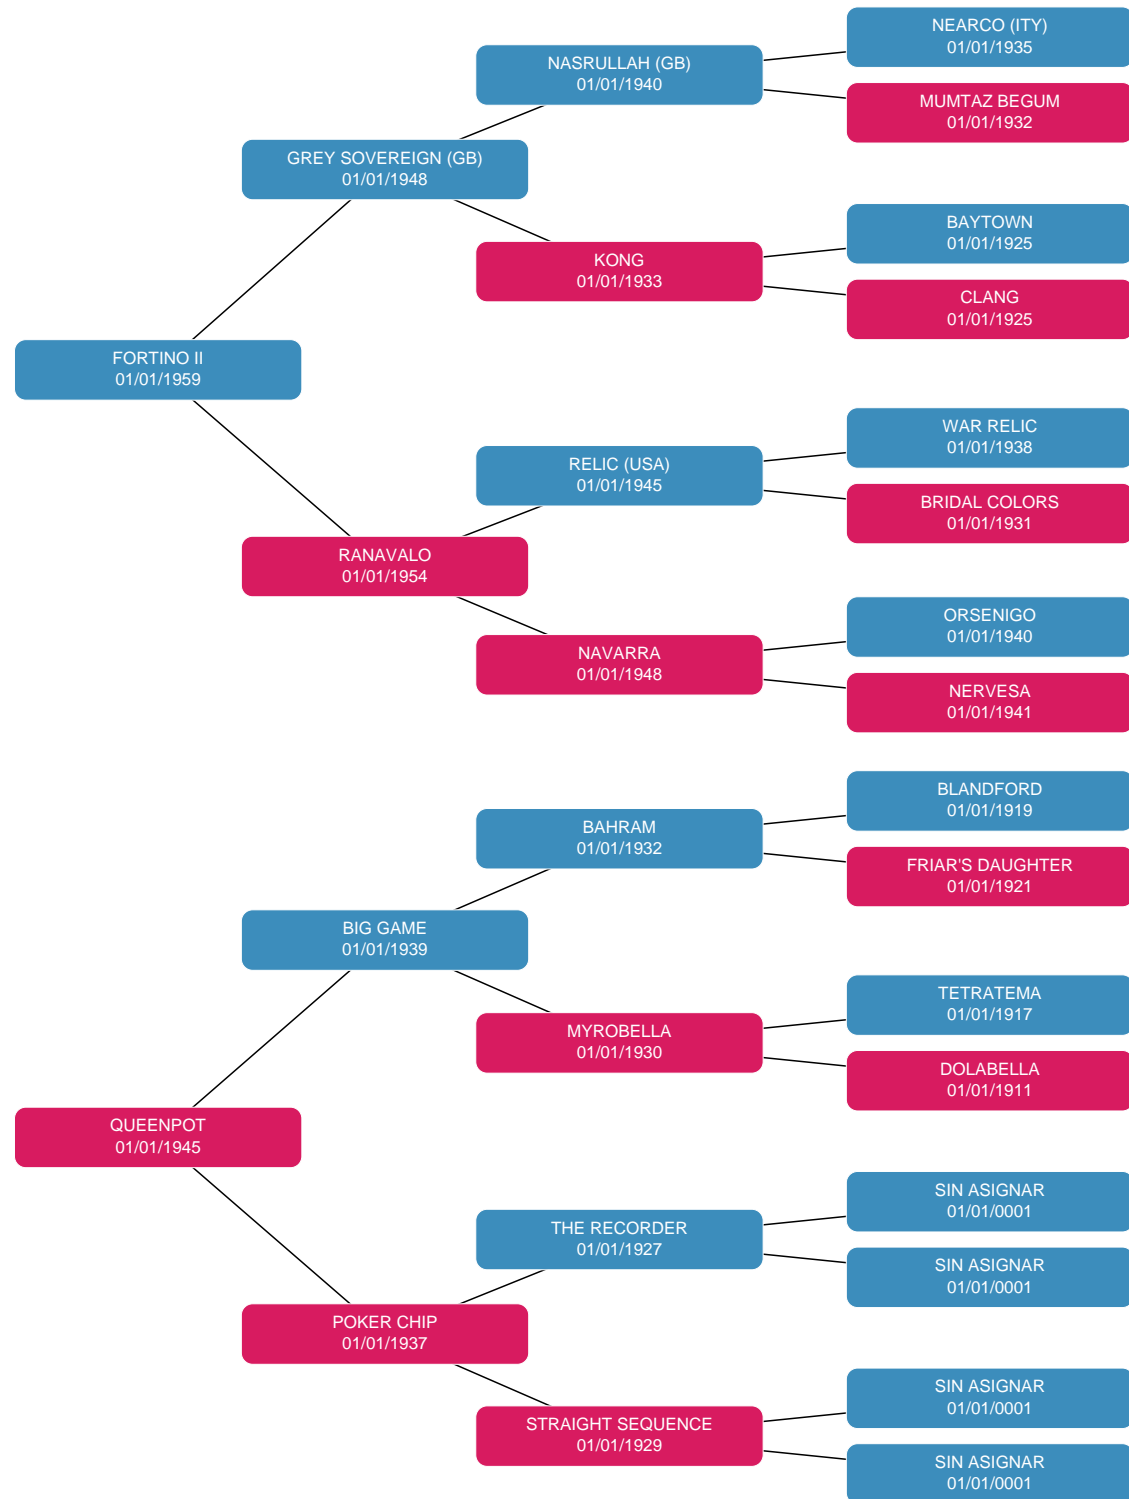 NEARCO (ITY)
01/01/1935
NASRULLAH (GB)
01/01/1940
MUMTAZ BEGUM
01/01/1932
GREY SOVEREIGN (GB)
01/01/1948
BAYTOWN
01/01/1925
KONG
01/01/1933
CLANG
01/01/1925
FORTINO II
01/01/1959
WAR RELIC
01/01/1938
RELIC (USA)
01/01/1945
BRIDAL COLORS
01/01/1931
RANAVALO
01/01/1954
ORSENIGO
01/01/1940
NAVARRA
01/01/1948
NERVESA
01/01/1941
BLANDFORD
01/01/1919
BAHRAM
01/01/1932
FRIAR'S DAUGHTER
01/01/1921
BIG GAME
01/01/1939
TETRATEMA
01/01/1917
MYROBELLA
01/01/1930
DOLABELLA
01/01/1911
QUEENPOT
01/01/1945
SIN ASIGNAR
01/01/0001
THE RECORDER
01/01/1927
SIN ASIGNAR
01/01/0001
POKER CHIP
01/01/1937
SIN ASIGNAR
01/01/0001
STRAIGHT SEQUENCE
01/01/1929
SIN ASIGNAR
01/01/0001